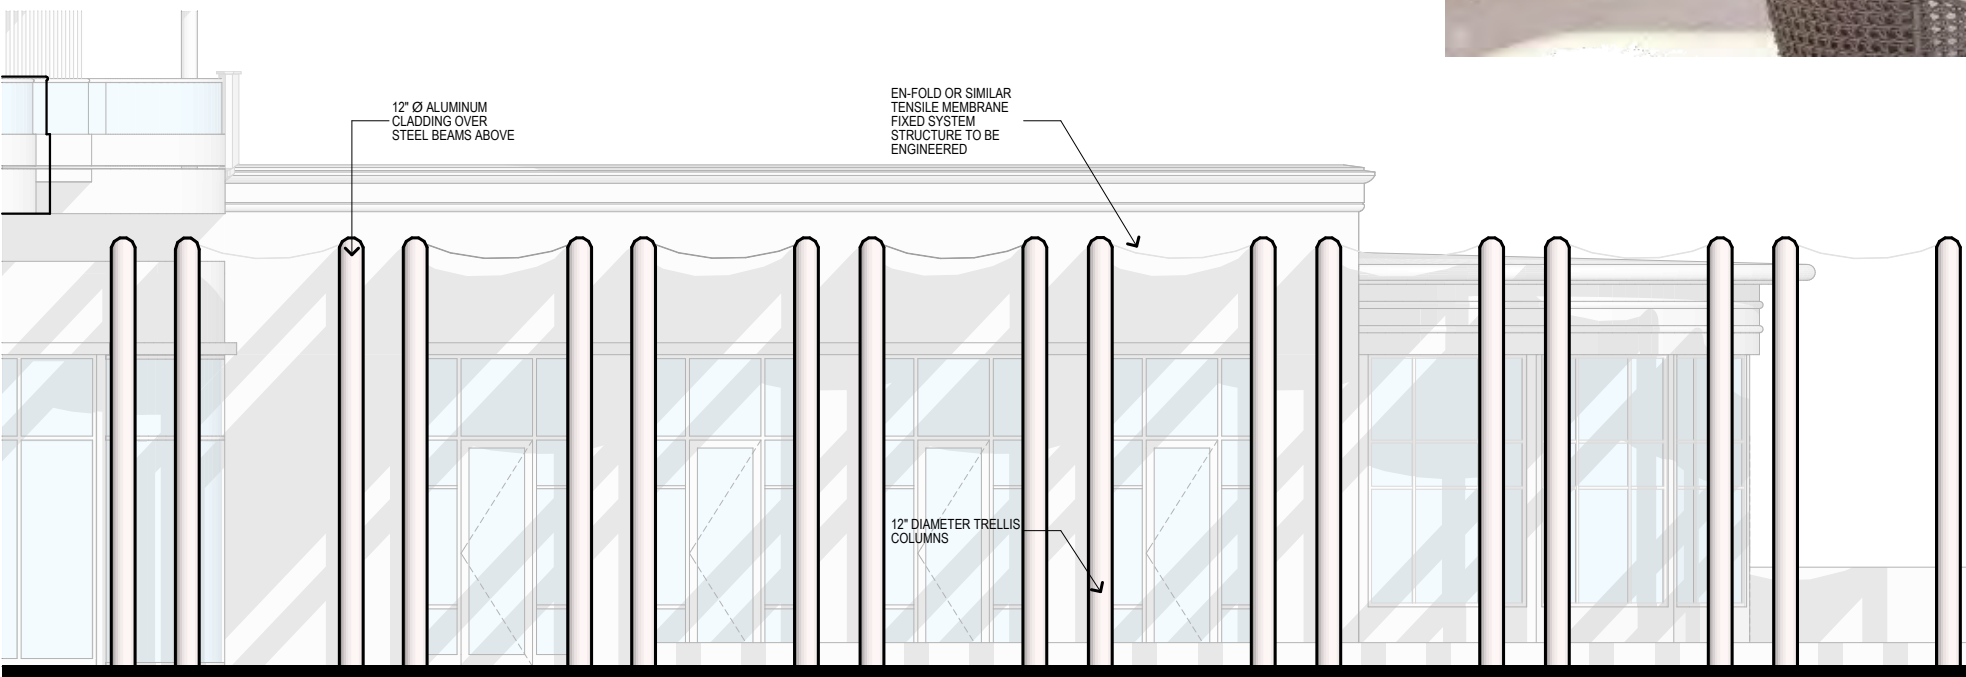 12" Ø ALUMINUM
CLADDING OVER
STEEL BEAMS ABOVE
EN-FOLD OR SIMILAR
TENSILE MEMBRANE
FIXED SYSTEM
STRUCTURE TO BE
ENGINEERED
12" DIAMETER TRELLIS
COLUMNS